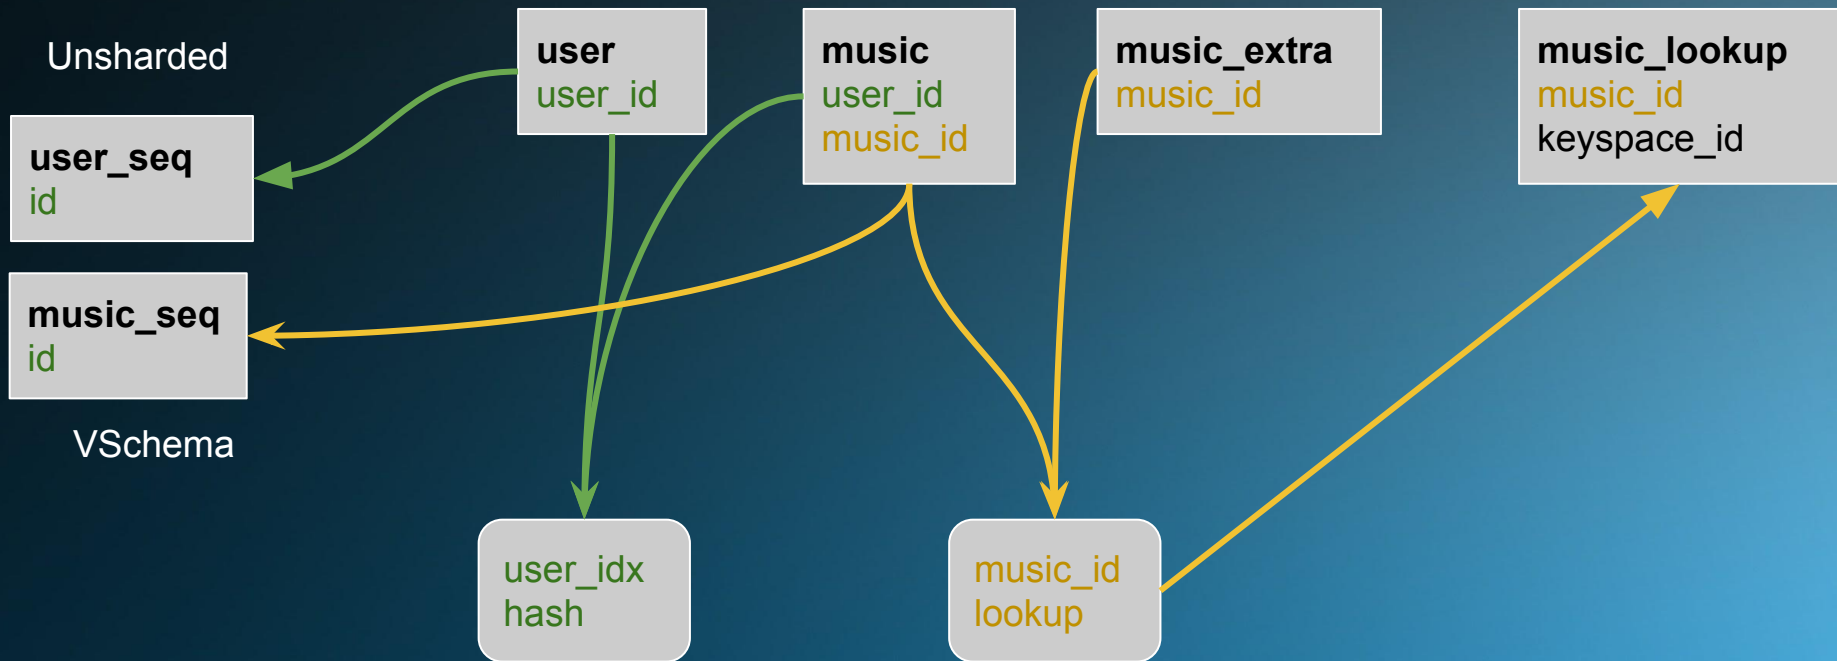 Unsharded
user_seq
id
music_seq
id
VSchema
user
user_id
music
user_id
music_id
music_extra
music_id
music_lookup
music_id
keyspace_id
user_idx
hash
music_id
lookup